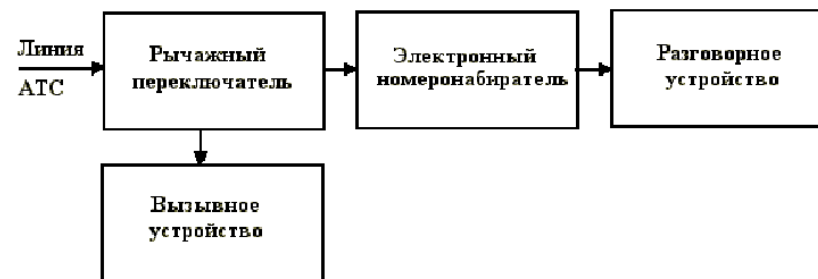 Линия
АТС
Рычажный
переключатель
Электронный
номеронабиратель
Разговорное
устройство
Вызывное
устройство